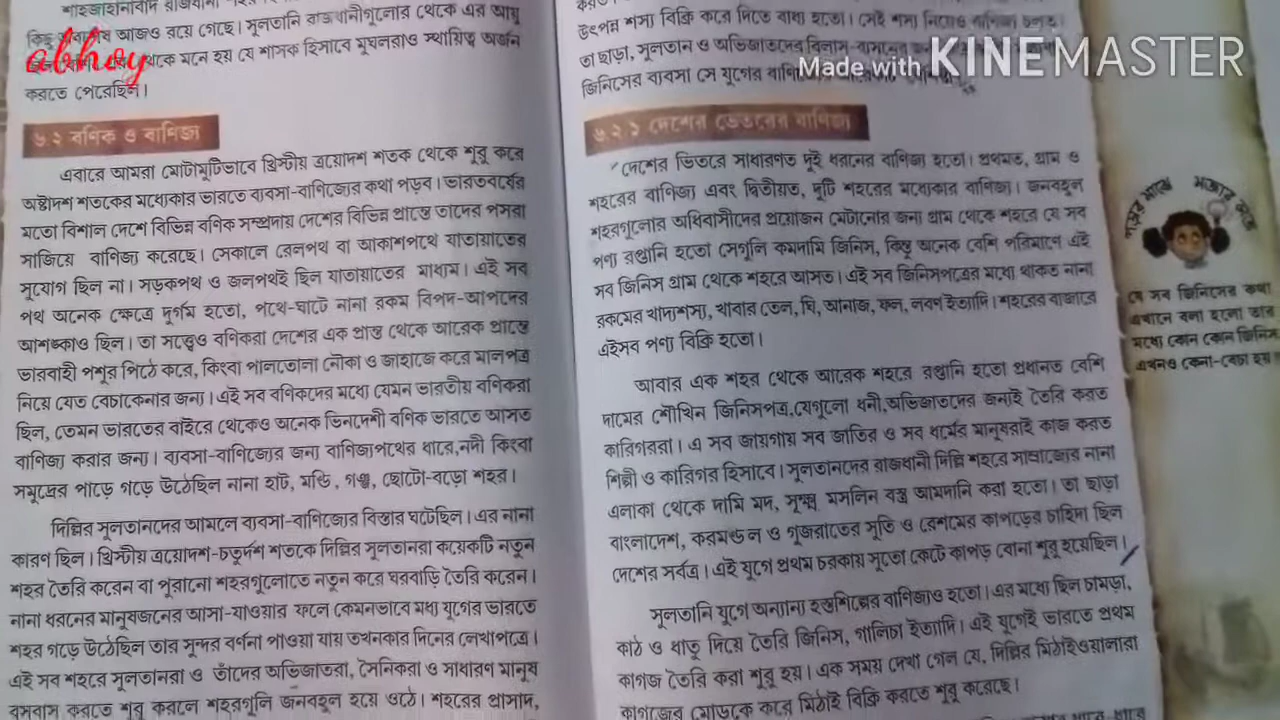 শাহজাহানাবাদ
কিছু আজও রয়ে গেছে। সুলতানি রাজধানীগুলোর থেকে এর আয়ু
abhoy
থেকে মনে হয় যে শাসক হিসাবে মুঘলরাও স্থায়িত্ব অর্জন
করতে পেরেছিল।
৬.২ বণিক ও বাণিজ্য
এবারে আমরা মোটামুটিভাবে খ্রিস্টীয় ত্রয়োদশ শতক থেকে শুরু করে
অষ্টাদশ শতকের মধ্যেকার ভারতে ব্যবসা-বাণিজ্যের কথা পড়ব। ভারতবর্ষের
মতো বিশাল দেশে বিভিন্ন বণিক সম্প্রদায় দেশের বিভিন্ন প্রান্তে তাদের পসরা
সাজিয়ে বাণিজ্য করেছে। সেকালে রেলপথ বা আকাশপথে যাতায়াতের
সুযোগ ছিল না। সড়কপথ ও জলপথই ছিল যাতায়াতের মাধ্যম। এই সব
পথ অনেক ক্ষেত্রে দুর্গম হতো, পথে-ঘাটে নানা রকম বিপদ-আপদের
আশঙ্কাও ছিল। তা সত্ত্বেও বণিকরা দেশের এক প্রান্ত থেকে আরেক প্রান্তে
ভারবাহী পশুর পিঠে করে, কিংবা পালতোলা নৌকা ও জাহাজে করে মালপত্র
নিয়ে যেত বেচাকেনার জন্য। এই সব বণিকদের মধ্যে যেমন ভারতীয় বণিকরা
ছিল, তেমন ভারতের বাইরে থেকেও অনেক ভিনদেশী বণিক ভারতে আসত
বাণিজ্য করার জন্য। ব্যবসা-বাণিজ্যের জন্য বাণিজ্যপথের ধারে,নদী কিংবা
সমুদ্রের পাড়ে গড়ে উঠেছিল নানা হাট, মন্ডি, গঞ্জ, ছোটো-বড়ো শহর।
দিল্লির সুলতানদের আমলে ব্যবসা-বাণিজ্যের বিস্তার ঘটেছিল। এর নানা
কারণ ছিল। খ্রিস্টীয় ত্রয়োদশ-চতুর্দশ শতকে দিল্লির সুলতানরা কয়েকটি নতুন
শহর তৈরি করেন বা পুরানো শহরগুলোতে নতুন করে ঘরবাড়ি তৈরি করেন।
নানা ধরনের মানুষজনের আসা-যাওয়ার ফলে কেমনভাবে মধ্য যুগের ভারতে
শহর গড়ে উঠেছিল তার সুন্দর বর্ণনা পাওয়া যায় তখনকার দিনের লেখাপত্রে।
এই সব শহরে সুলতানরা ও তাঁদের অভিজাতরা, সৈনিকরা ও সাধারণ মানুষ
বসবাস করতে শুরু করলে শহরগুলি জনবহুল হয়ে ওঠে। শহরের প্রাসাদ,
উৎপন্ন শস্য বিক্রি করে দিতে বাধ্য হতো। সেই শস্য নিয়েও বাণিজ্য চলত।
তা ছাড়া, সুলতান ও অভিজাতদের বিলাস-ব্যসনের
জিনিসের ব্যবসা সে যুগের
Made with KINEMASTER
৬.২.১ দেশের ভেতরের বাণিজ্য
দেশের ভিতরে সাধারণত দুই ধরনের বাণিজ্য হতো। প্রথমত, গ্রাম ও
শহরের বাণিজ্য এবং দ্বিতীয়ত, দুটি শহরের মধ্যেকার বাণিজ্য। জনবহুল
শহরগুলোর অধিবাসীদের প্রয়োজন মেটানোর জন্য গ্রাম থেকে শহরে যে সব
পণ্য রপ্তানি হতো সেগুলি কমদামি জিনিস, কিন্তু অনেক বেশি পরিমাণে এই
সব জিনিস গ্রাম থেকে শহরে আসত। এই সব জিনিসপত্রের মধ্যে থাকত নানা
রকমের খাদ্যশস্য, খাবার তেল, ঘি, আনাজ, ফল, লবণ ইত্যাদি। শহরের বাজারে
এইসব পণ্য বিক্রি হতো।
আবার এক শহর থেকে আরেক শহরে রপ্তানি হতো প্রধানত বেশি
দামের শৌখিন জিনিসপত্র,যেগুলো ধনী,অভিজাতদের জন্যই তৈরি করত
কারিগররা। এ সব জায়গায় সব জাতির ও সব ধর্মের মানুষরাই কাজ করত
শিল্পী ও কারিগর হিসাবে। সুলতানদের রাজধানী দিল্লি শহরে সাম্রাজ্যের নানা
এলাকা থেকে দামি মদ, সূক্ষ্ম মসলিন বস্ত্র আমদানি করা হতো। তা ছাড়া
বাংলাদেশ, করমন্ডল ও গুজরাতের সুতি ও রেশমের কাপড়ের চাহিদা ছিল
দেশের সর্বত্র। এই যুগে প্রথম চরকায় সুতো কেটে কাপড় বোনা শুরু হয়েছিল।
সুলতানি যুগে অন্যান্য হস্তশিল্পের বাণিজ্যও হতো। এর মধ্যে ছিল চামড়া,
কাঠ ও ধাতু দিয়ে তৈরি জিনিস, গালিচা ইত্যাদি। এই যুগেই ভারতে প্রথম
কাগজ তৈরি করা শুরু হয়। এক সময় দেখা গেল যে, দিল্লির মিঠাইওয়ালারা
কাগজের মোড়কে করে মিঠাই বিক্রি করতে শুরু করেছে।
পড়ার মাঝে মজার কাজ
যে সব জিনিসের কথা
এখানে বলা হলো তার
মধ্যে কোন কোন জিনিস
এখনও কেনা-বেচা হয়